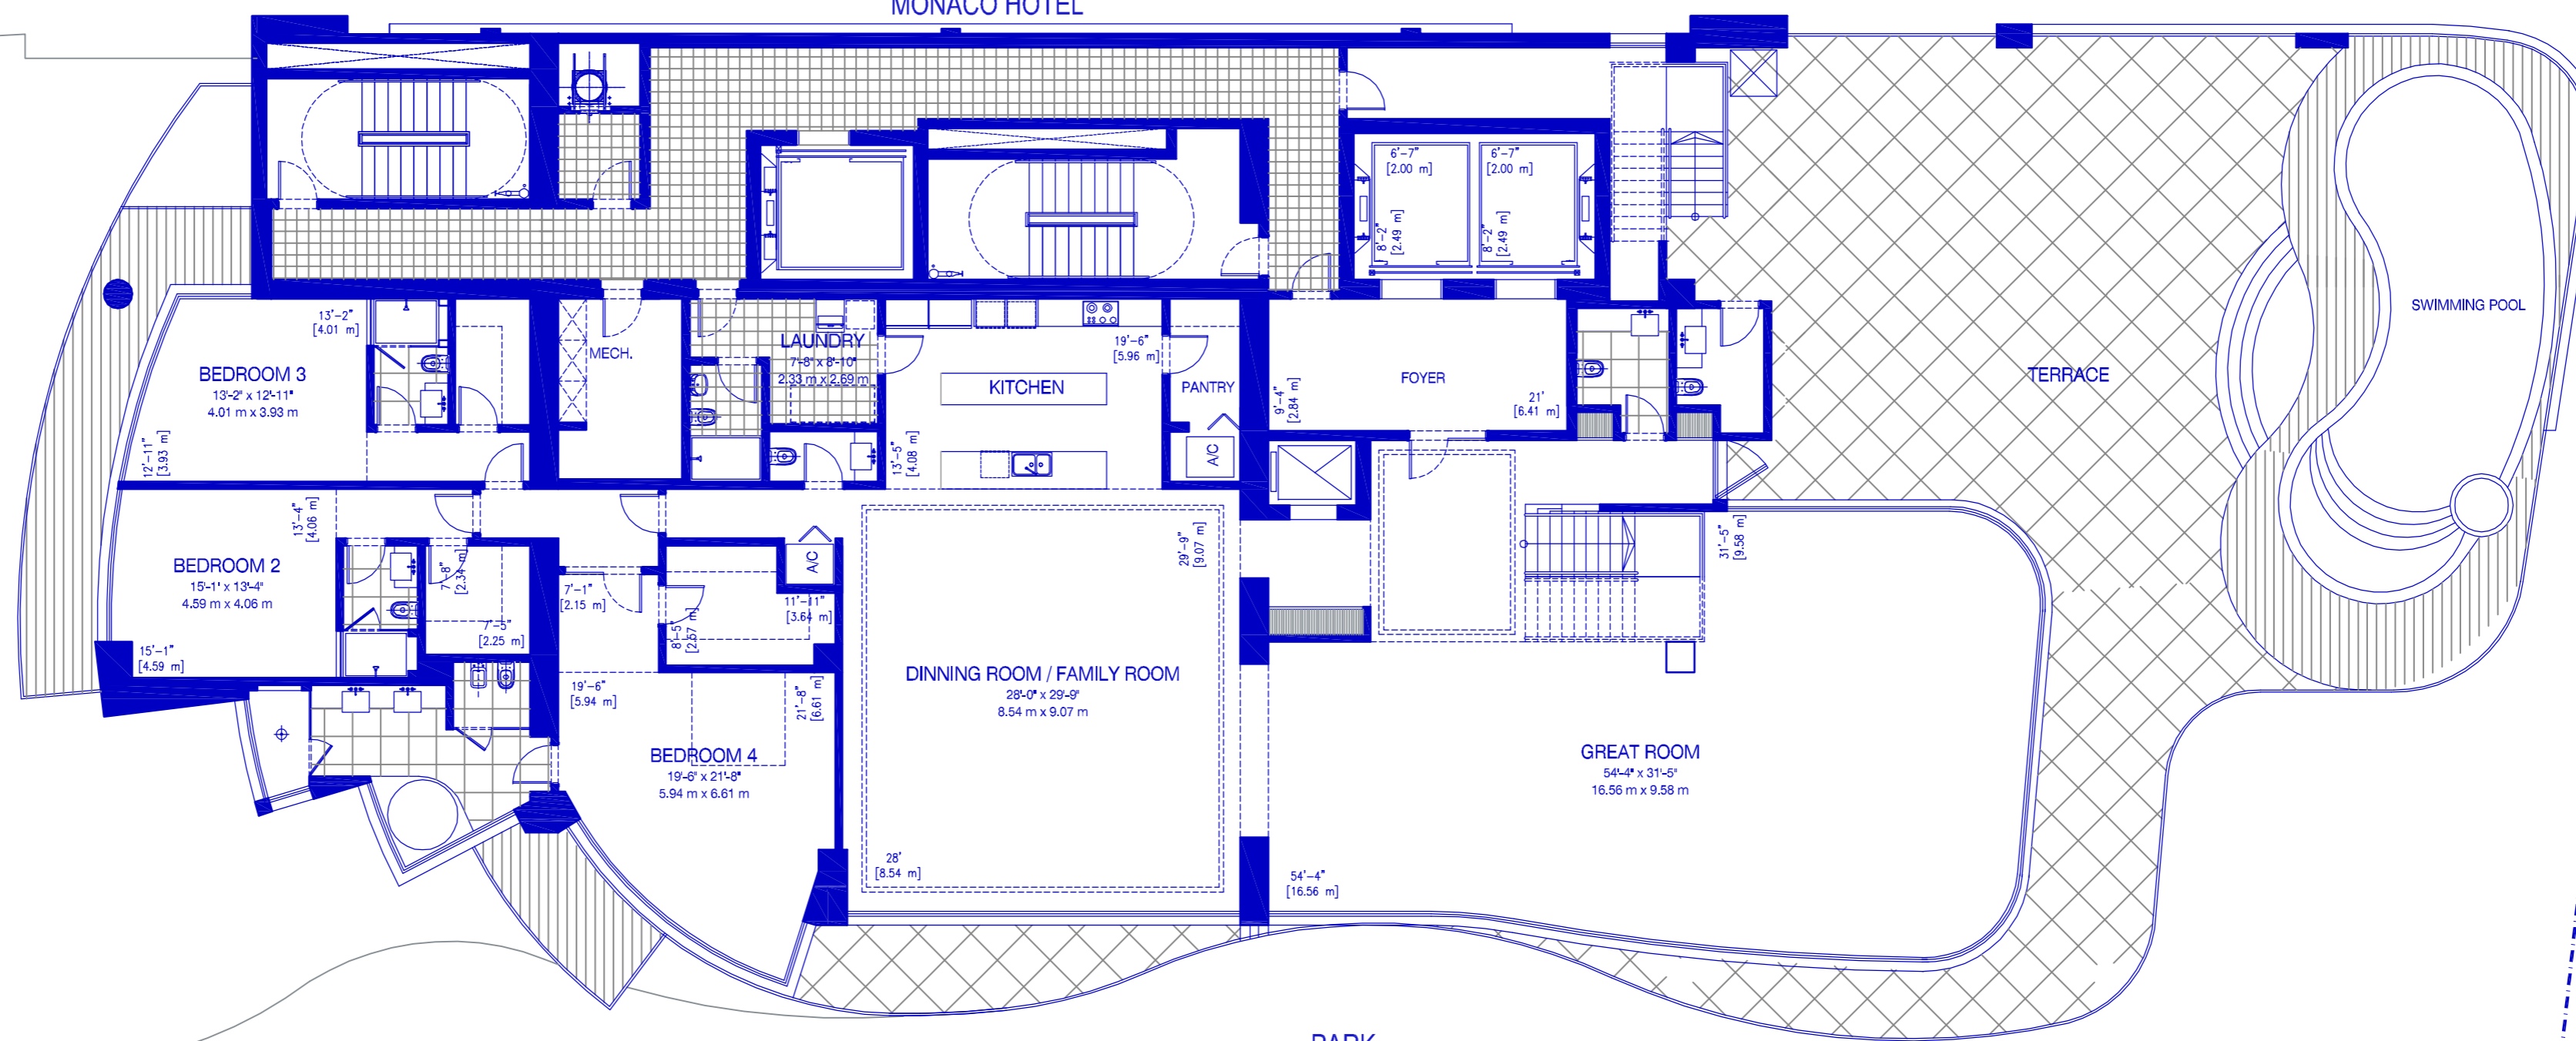 MONACO HOTEL
6'-7"
[2.00 m]
6'-7"
[2.00 m]
8'-2"
[2.49 m]
8'-2"
[2.49 m]
SWIMMING POOL
TERRACE
13'-2"
[4.01 m]
BEDROOM 3
13'-2" x 12'-11"
4.01 m x 3.93 m
12'-11"
[3.93 m]
MECH.
LAUNDRY
7'-8" x 8'-10"
2.33 m x 2.69 m
KITCHEN
19'-6"
[5.96 m]
13'-5"
[4.08 m]
PANTRY
A/C
FOYER
9'-4"
[2.84 m]
21'
[6.41 m]
13'-4"
[4.06 m]
BEDROOM 2
15'-1" x 13'-4"
4.59 m x 4.06 m
15'-1"
[4.59 m]
7'-8"
[2.34 m]
7'-5"
[2.25 m]
7'-1"
[2.15 m]
A/C
11'-11"
[3.64 m]
8'-5"
[2.57 m]
19'-6"
[5.94 m]
21'-8"
[6.61 m]
BEDROOM 4
19'-6" x 21'-8"
5.94 m x 6.61 m
29'-9"
[9.07 m]
DINNING ROOM / FAMILY ROOM
28'-0" x 29'-9"
8.54 m x 9.07 m
28'
[8.54 m]
31'-5"
[9.58 m]
GREAT ROOM
54'-4" x 31'-5"
16.56 m x 9.58 m
54'-4"
[16.56 m]
PARK